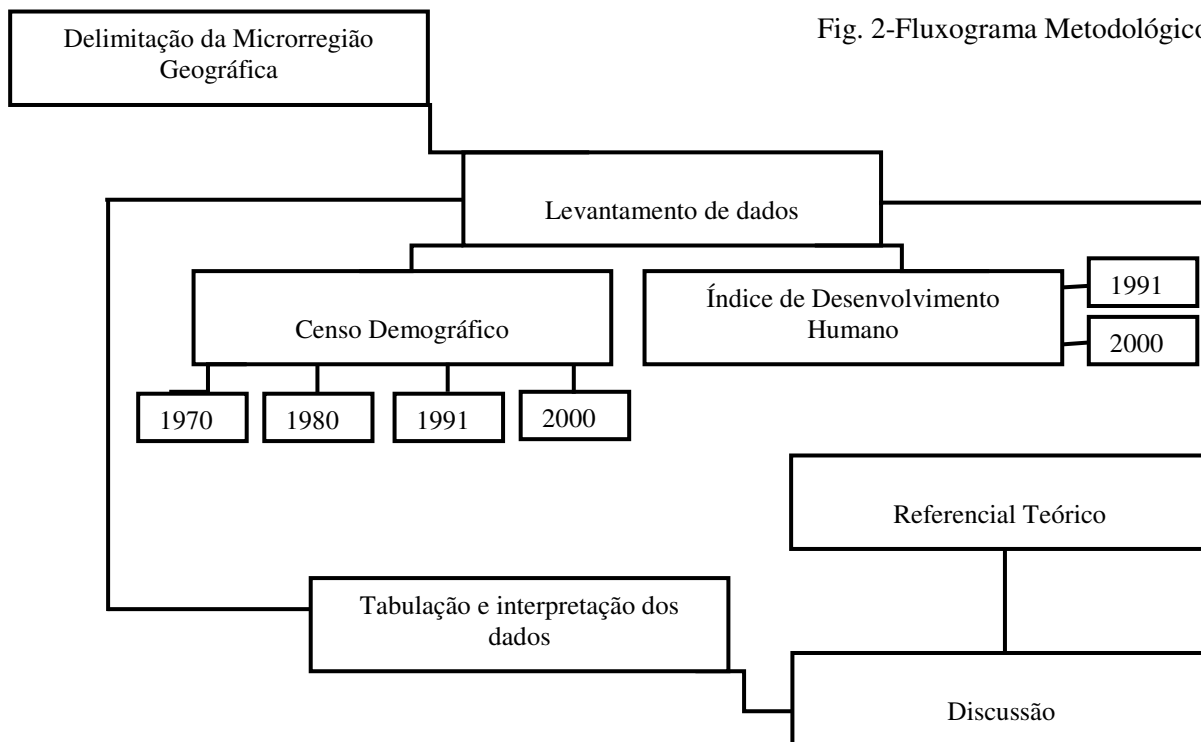 Fig. 2-Fluxograma Metodológico
Delimitação da Microrregião
Geográfica
Levantamento de dados
Censo Demográfico
Índice de Desenvolvimento
Humano
1991
2000
1970
1980
1991
2000
Referencial Teórico
Tabulação e interpretação dos
dados
Discussão